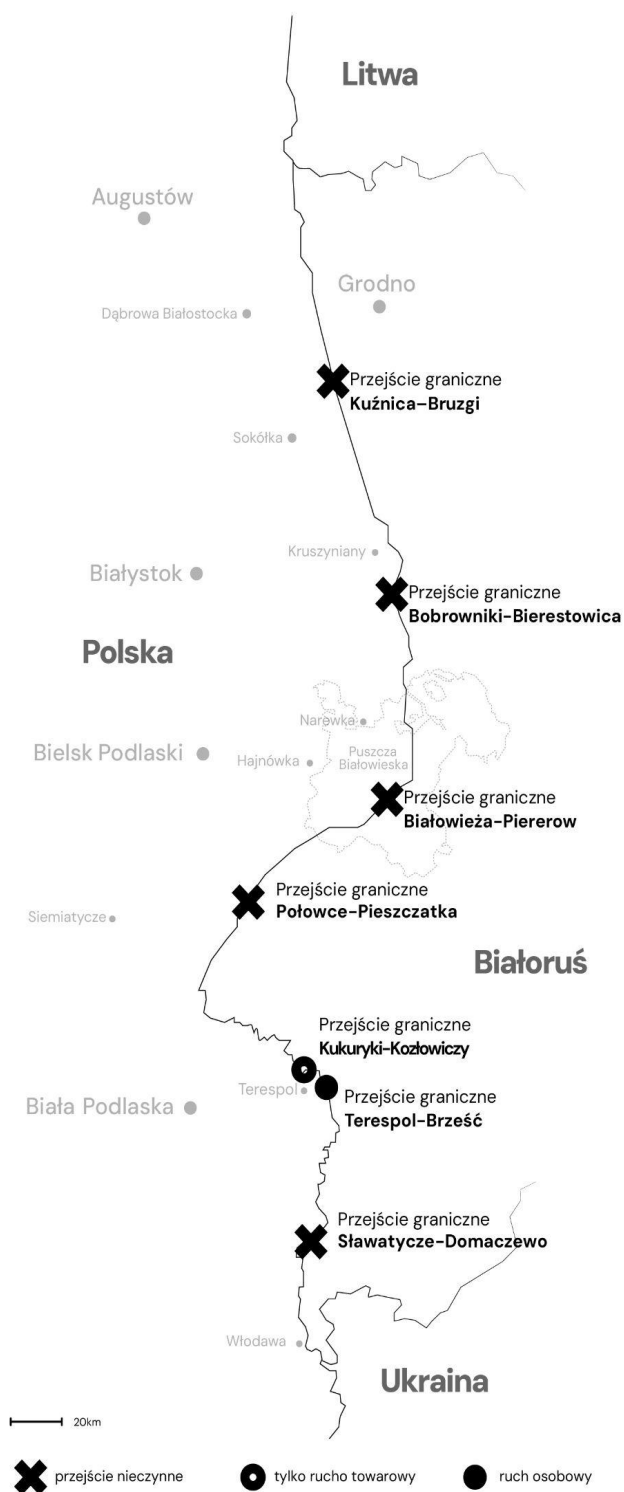 Litwa
Augustów
Grodno
Dąbrowa Białostocka
Przejście graniczne
Kuźnica–Bruzgi
Sokółka
Kruszyniany
Białystok
Przejście graniczne
Bobrowniki-Bierestowica
Polska
Narewka
Bielsk Podlaski
Hajnówka
Puszcza
Białowieska
Przejście graniczne
Białowieża-Piererow
Przejście graniczne
Połowce-Pieszczatka
Siemiatycze
Białoruś
Przejście graniczne
Kukuryki-Kozłowiczy
Terespol
Przejście graniczne
Terespol-Brześć
Biała Podlaska
Przejście graniczne
Sławatycze-Domaczewo
Włodawa
Ukraina
20km
przejście nieczynne
tylko rucho towarowy
ruch osobowy